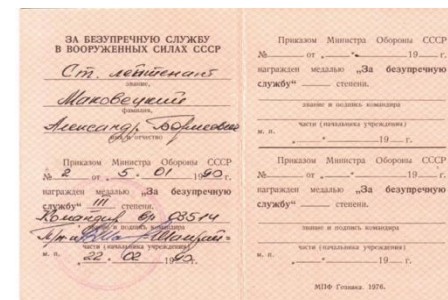 ЗА БЕЗУПРЕЧНУЮ СЛУЖБУ
В ВООРУЖЕННЫХ СИЛАХ СССР
Ст. лейтенант
звание,
Маковецкий
фамилия,
Александр Борисович
имя и отчество
Приказом Министра Обороны СССР
№ 2 от „ 5 “ 01 1990 г.
награжден медалью „За безупречную
службу“ III степени.
Командир 03514
звание и подпись командира
части (начальника учреждения)
м. п. „ 22 “ 02 1990 г.
Приказом Министра Обороны СССР
№ от „ “ 19 г.
награжден медалью „За безупречную
службу“ степени.
звание и подпись командира
части (начальника учреждения)
м. п. „ “ 19 г.
Приказом Министра Обороны СССР
№ от „ “ 19 г.
награжден медалью „За безупречную
службу“ степени.
звание и подпись командира
части (начальника учреждения)
м. п. „ “ 19 г.
МПФ Гознака. 1976.